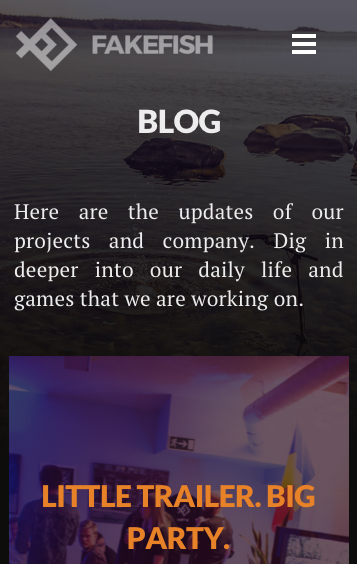 FAKEFISH
BLOG
Here are the updates of our
projects and company. Dig in
deeper into our daily life and
games that we are working on.
LITTLE TRAILER. BIG
PARTY.